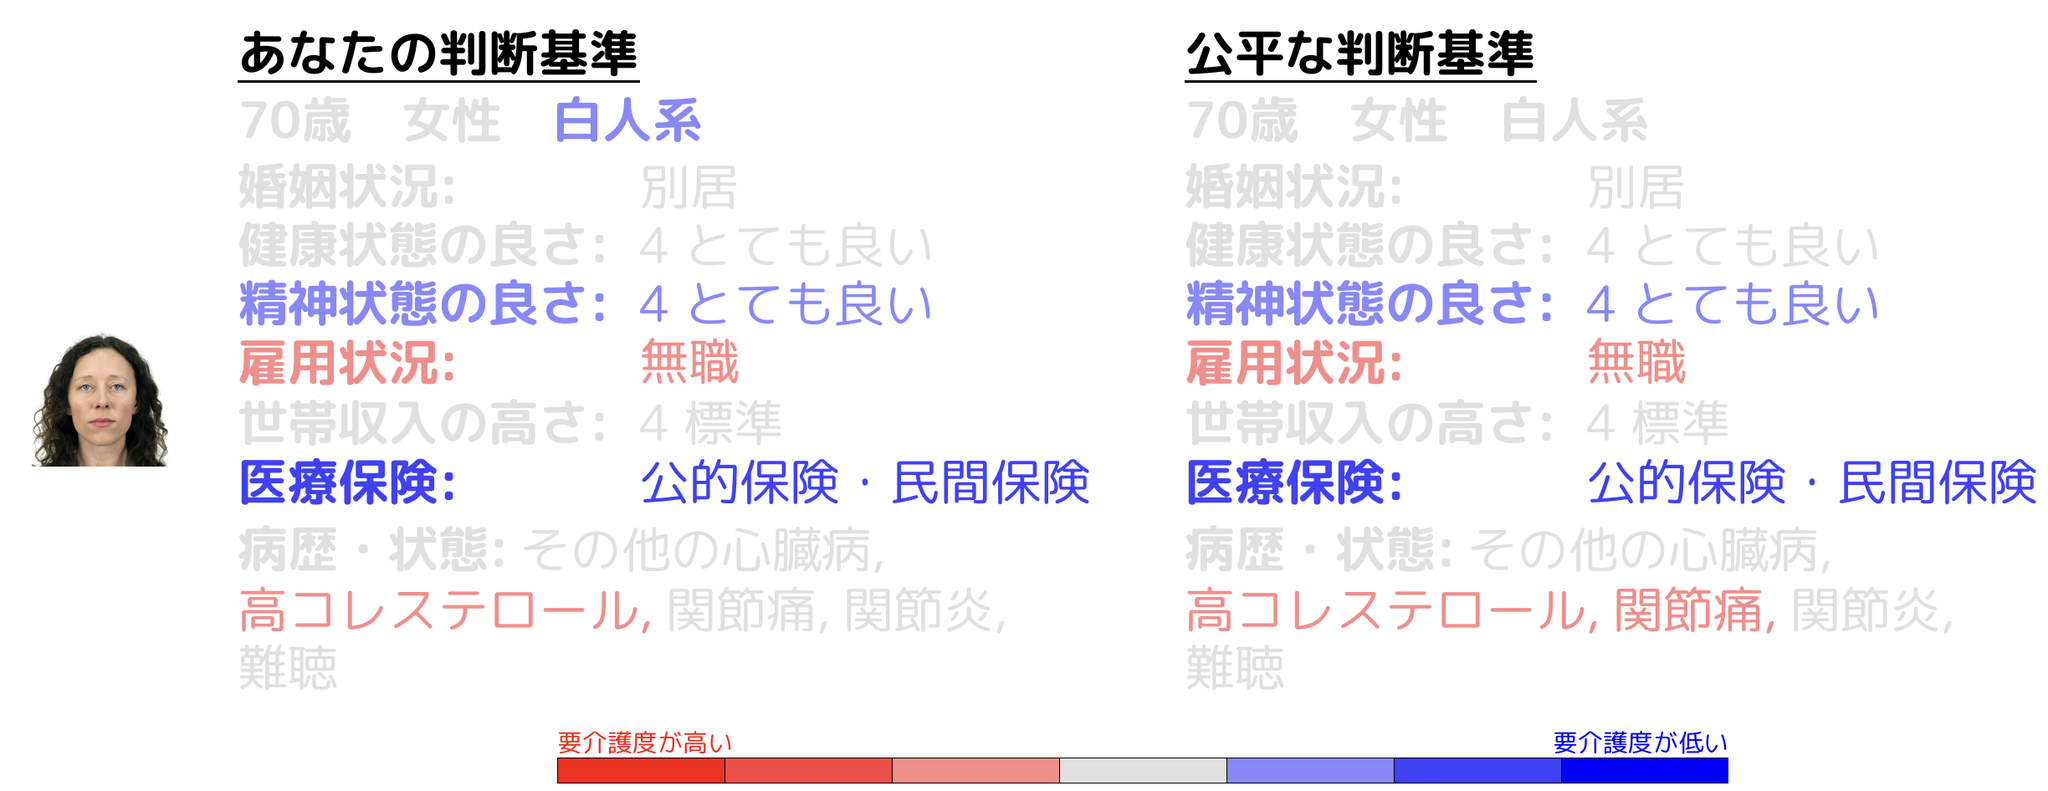 あなたの判断基準
70歳　女性　白人系
婚姻状況: 別居
健康状態の良さ: 4 とても良い
精神状態の良さ: 4 とても良い
雇用状況: 無職
世帯収入の高さ: 4 標準
医療保険: 公的保険・民間保険
病歴・状態: その他の心臓病,
高コレステロール, 関節痛, 関節炎,
難聴
公平な判断基準
70歳　女性　白人系
婚姻状況: 別居
健康状態の良さ: 4 とても良い
精神状態の良さ: 4 とても良い
雇用状況: 無職
世帯収入の高さ: 4 標準
医療保険: 公的保険・民間保険
病歴・状態: その他の心臓病,
高コレステロール, 関節痛, 関節炎,
難聴
要介護度が高い
要介護度が低い